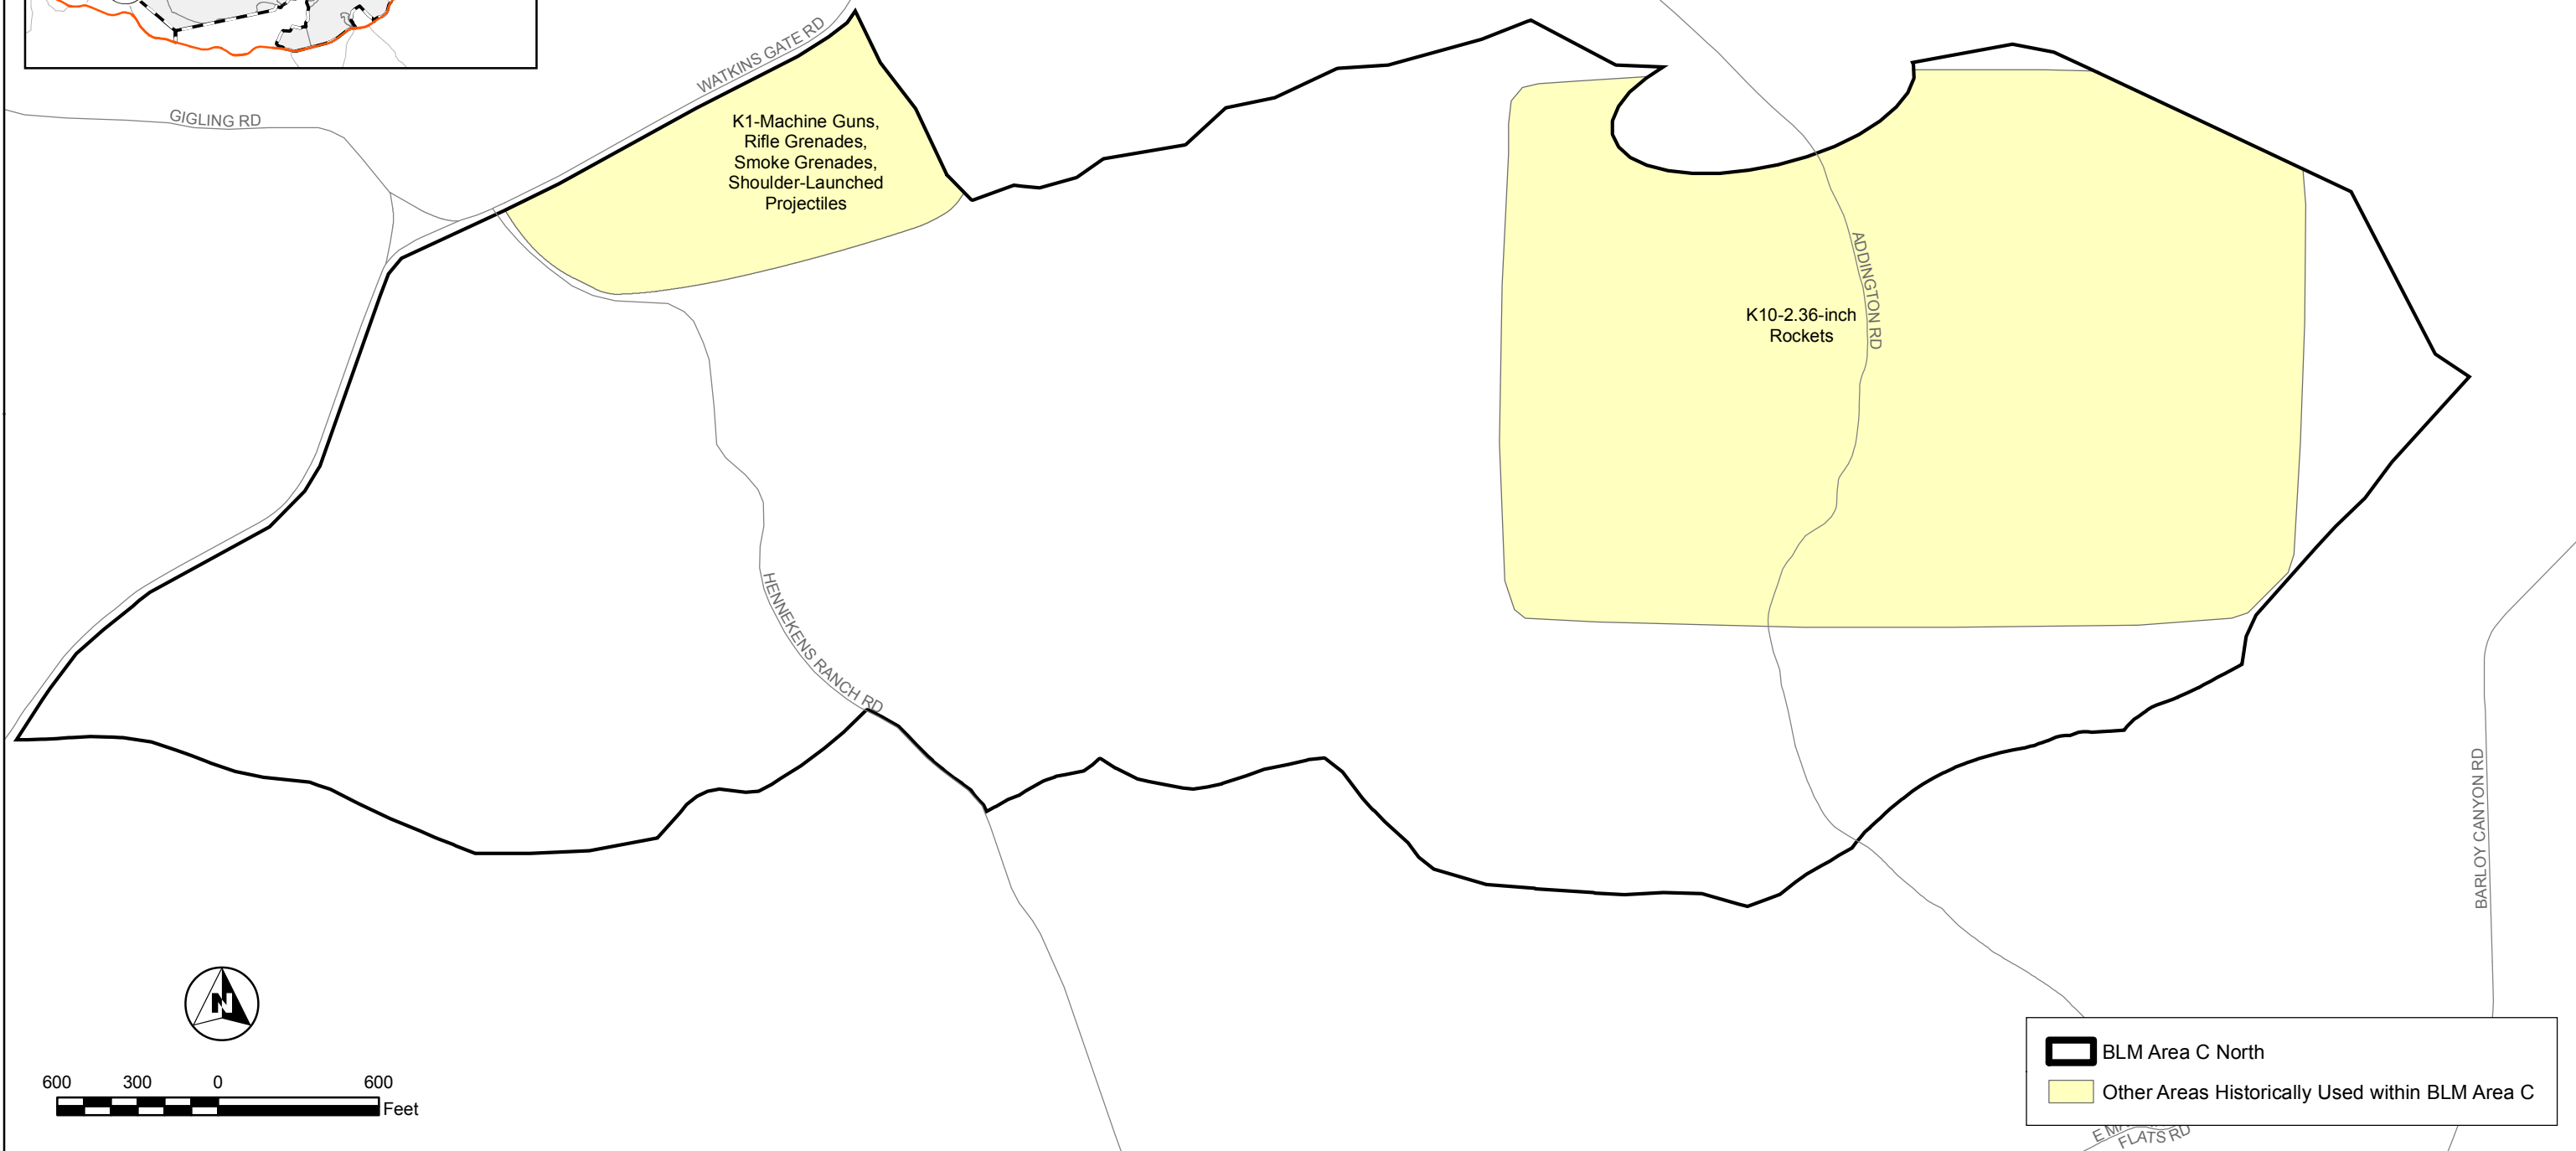 WATKINS GATE RD
GIGLING RD
K1-Machine Guns,
Rifle Grenades,
Smoke Grenades,
Shoulder-Launched
Projectiles
ADDINGTON RD
K10-2.36-inch
Rockets
HENNEKENS RANCH RD
BARLOY CANYON RD
N
600 300 0 600
Feet
BLM Area C North
Other Areas Historically Used within BLM Area C
E
FLATS RD